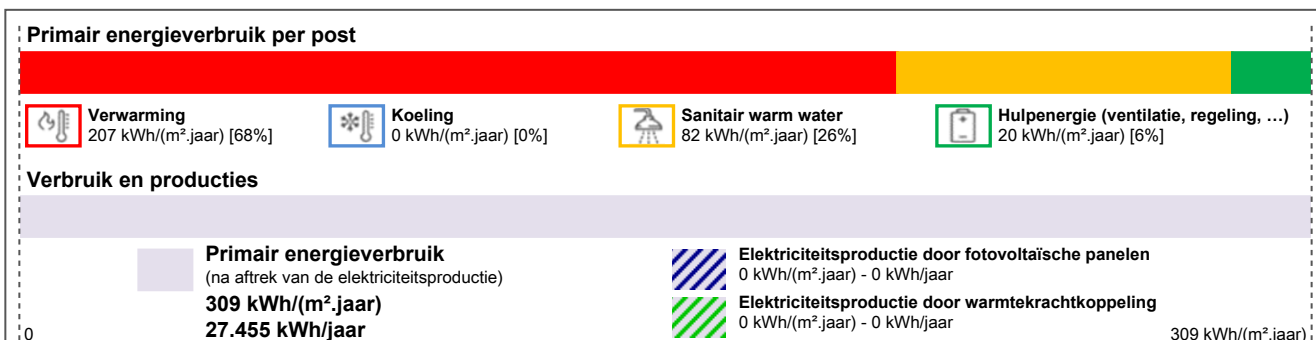 Primair energieverbruik per post
Verwarming
207 kWh/(m².jaar) [68%]
Koeling
0 kWh/(m².jaar) [0%]
Sanitair warm water
82 kWh/(m².jaar) [26%]
Hulpenergie (ventilatie, regeling, …)
20 kWh/(m².jaar) [6%]
Verbruik en producties
Primair energieverbruik
(na aftrek van de elektriciteitsproductie)
309 kWh/(m².jaar)
27.455 kWh/jaar
Elektriciteitsproductie door fotovoltaïsche panelen
0 kWh/(m².jaar) - 0 kWh/jaar
Elektriciteitsproductie door warmtekrachtkoppeling
0 kWh/(m².jaar) - 0 kWh/jaar
0
309 kWh/(m².jaar)